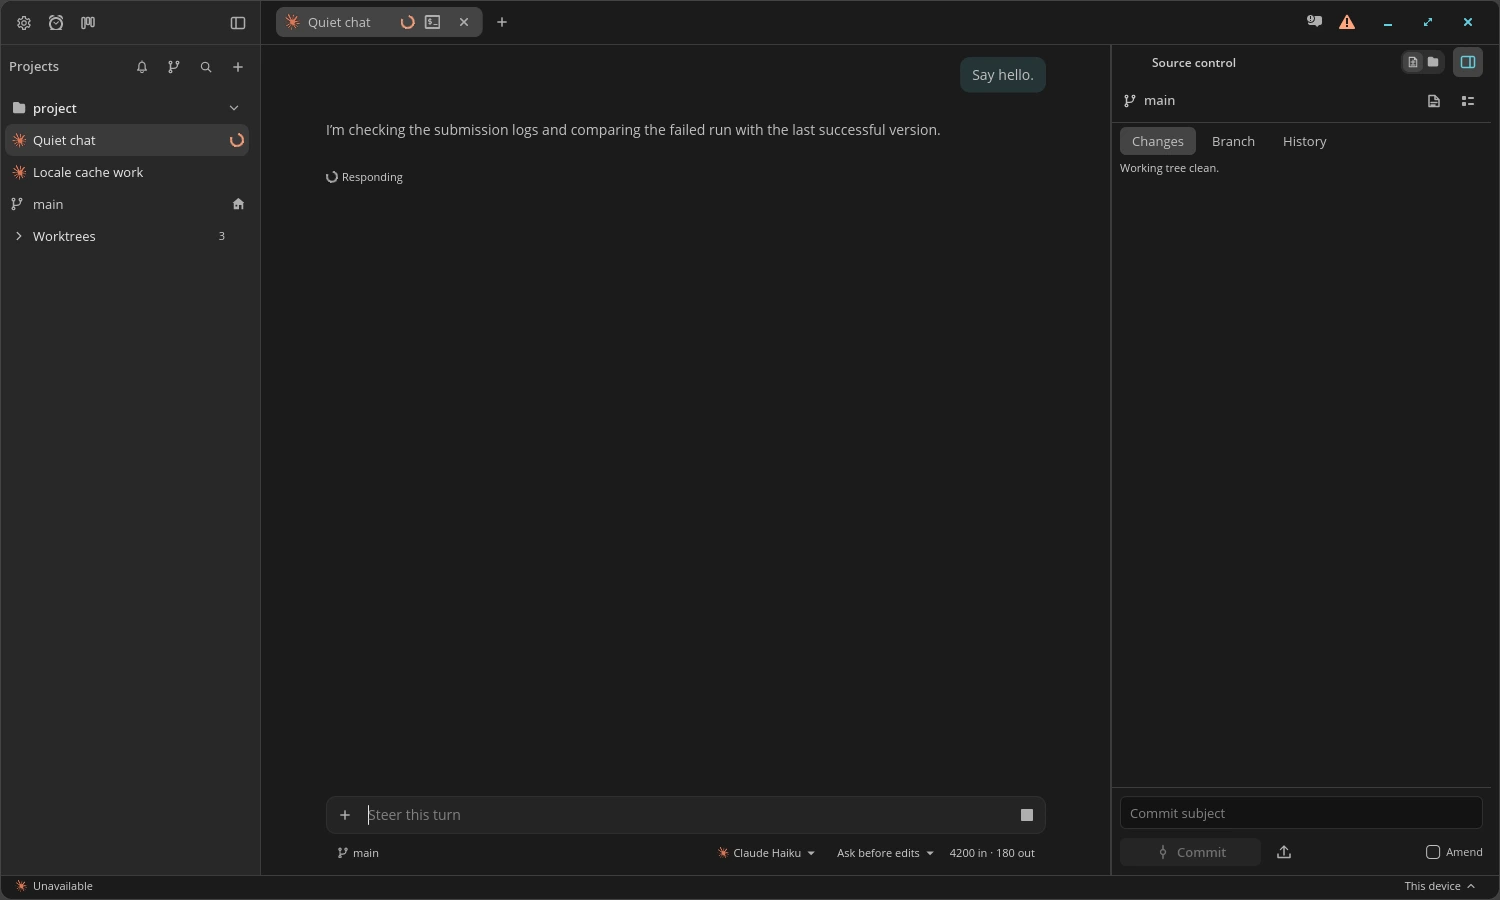 Quiet chat
Projects
project
Quiet chat
Locale cache work
main
Worktrees 3
Say hello.
I'm checking the submission logs and comparing the failed run with the last successful version.
Responding
Steer this turn
main Claude Haiku Ask before edits 4200 in · 180 out
Source control
main
Changes Branch History
Working tree clean.
Commit subject
Commit Amend
Unavailable This device